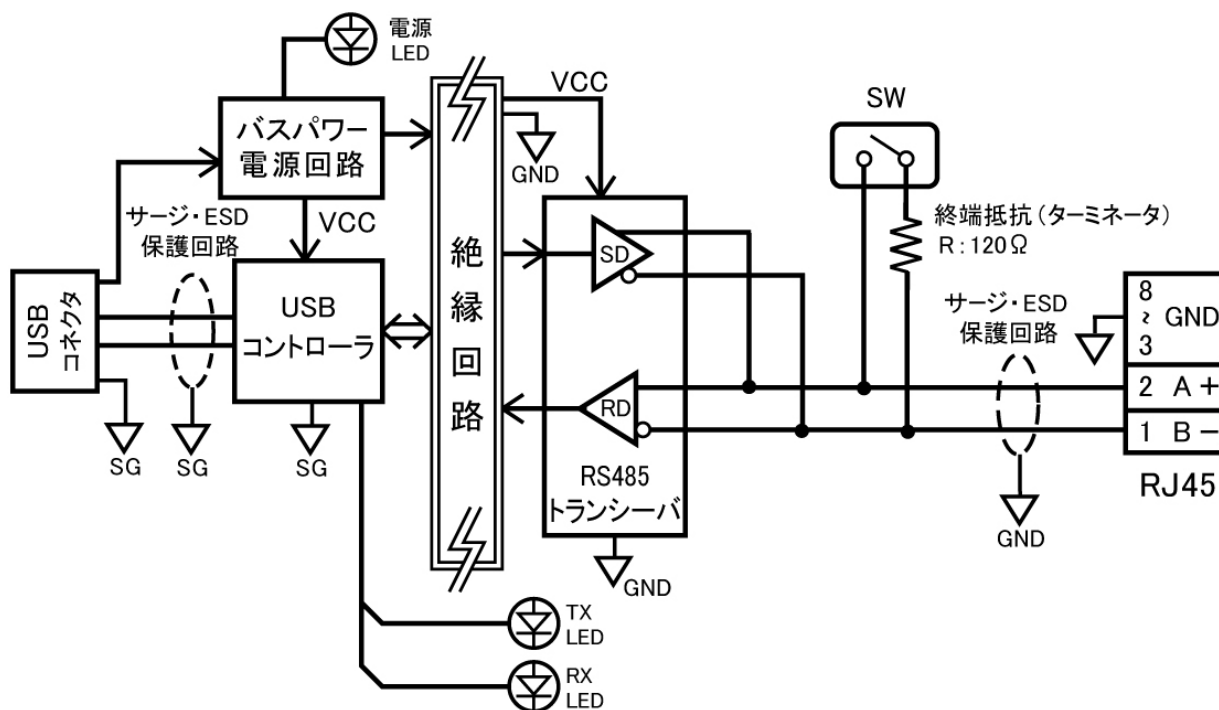 電源
LED
バスパワー
電源回路
VCC
サージ・ESD
保護回路
USB
コネクタ
USB
コントローラ
SG
SG
SG
絶縁回路
VCC
GND
SD
RD
RS485
トランシーバ
GND
TX
LED
RX
LED
SW
終端抵抗(ターミネータ)
R:120Ω
サージ・ESD
保護回路
GND
8
~
3
GND
2 A+
1 B−
RJ45